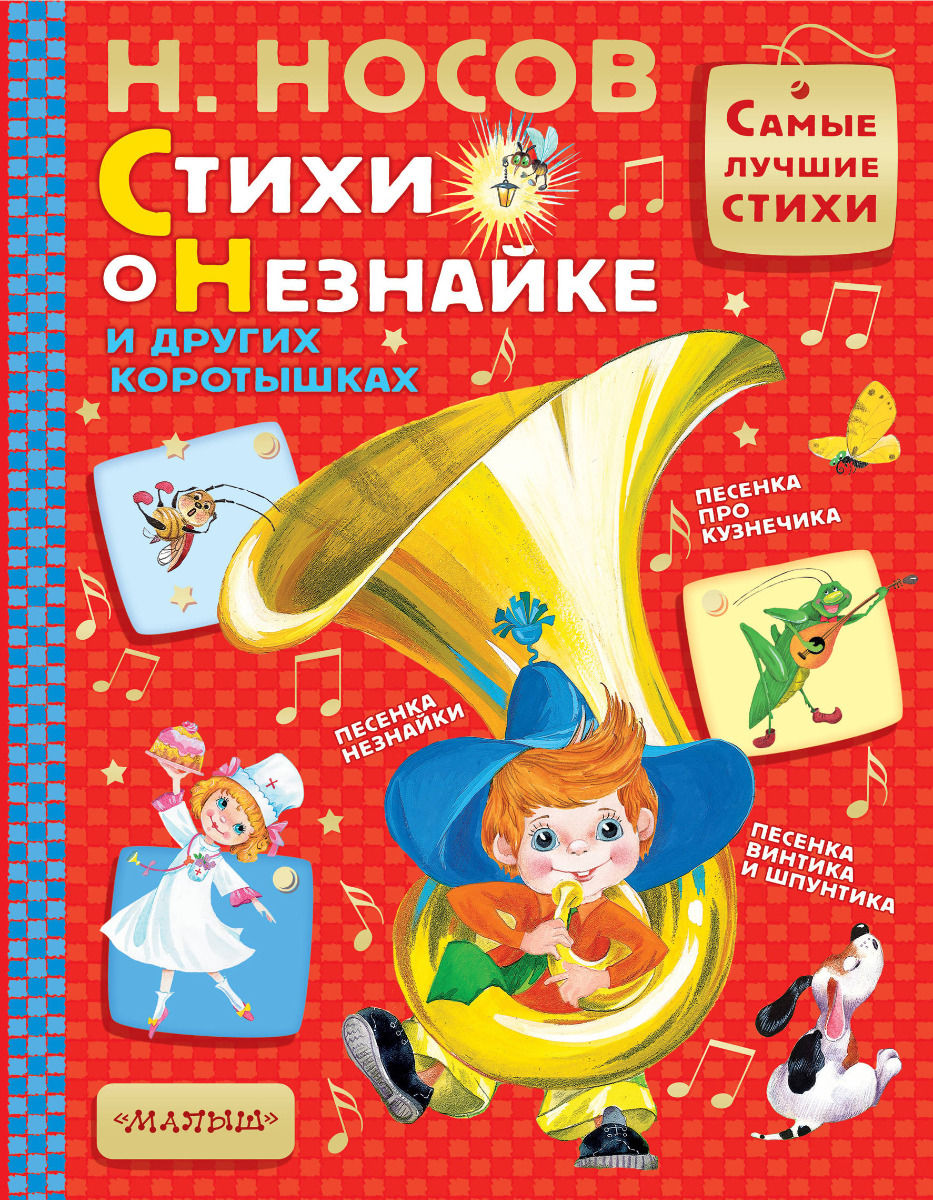 Н. НОСОВ
Самые
лучшие
стихи
Стихи
о Незнайке
и других
коротышках
ПЕСЕНКА
ПРО
КУЗНЕЧИКА
ПЕСЕНКА
НЕЗНАЙКИ
ПЕСЕНКА
ВИНТИКА
И ШПУНТИКА
«МАЛЫШ»